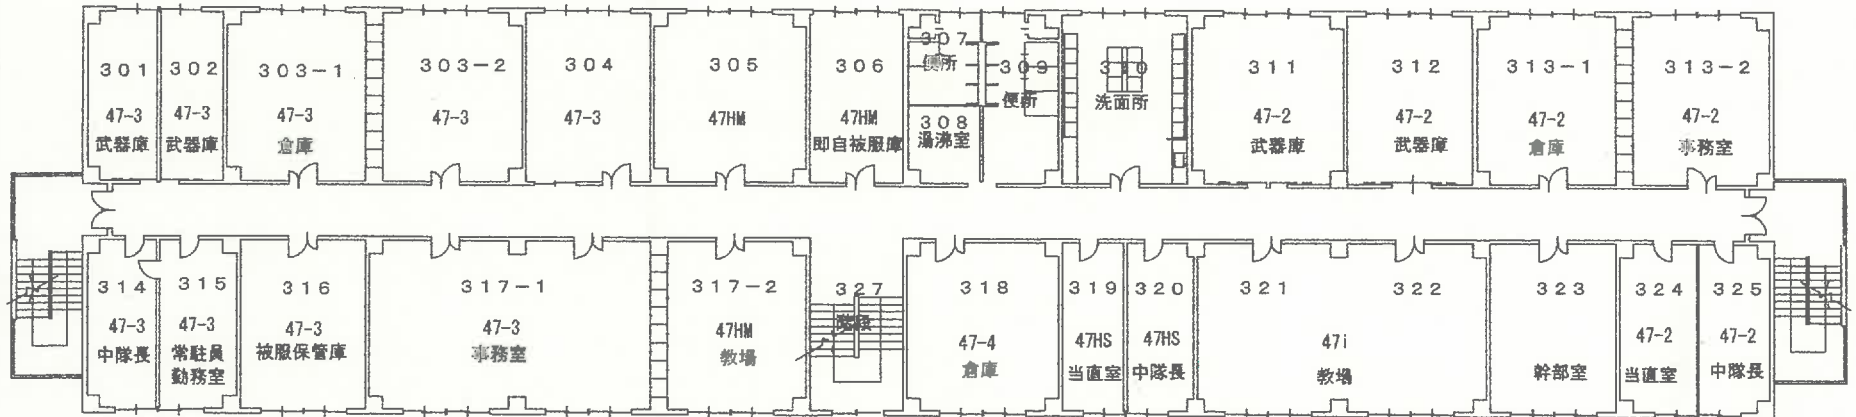 ３０１
47-3
武器庫
３０２
47-3
武器庫
３０３－１
47-3
倉庫
３０３－２
47-3
３０４
47-3
３０５
47HM
３０６
47HM
即自被服庫
３０７
便所
３０８
湯沸室
３０９
便所
３１０
洗面所
３１１
47-2
武器庫
３１２
47-2
武器庫
３１３－１
47-2
倉庫
３１３－２
47-2
事務室
３１４
47-3
中隊長
３１５
47-3
常駐員
勤務室
３１６
47-3
被服保管庫
３１７－１
47-3
事務室
３１７－２
47HM
教場
３２７
階段
３１８
47-4
倉庫
３１９
47HS
当直室
３２０
47HS
中隊長
３２１
３２２
47i
教場
３２３
幹部室
３２４
47-2
当直室
３２５
47-2
中隊長